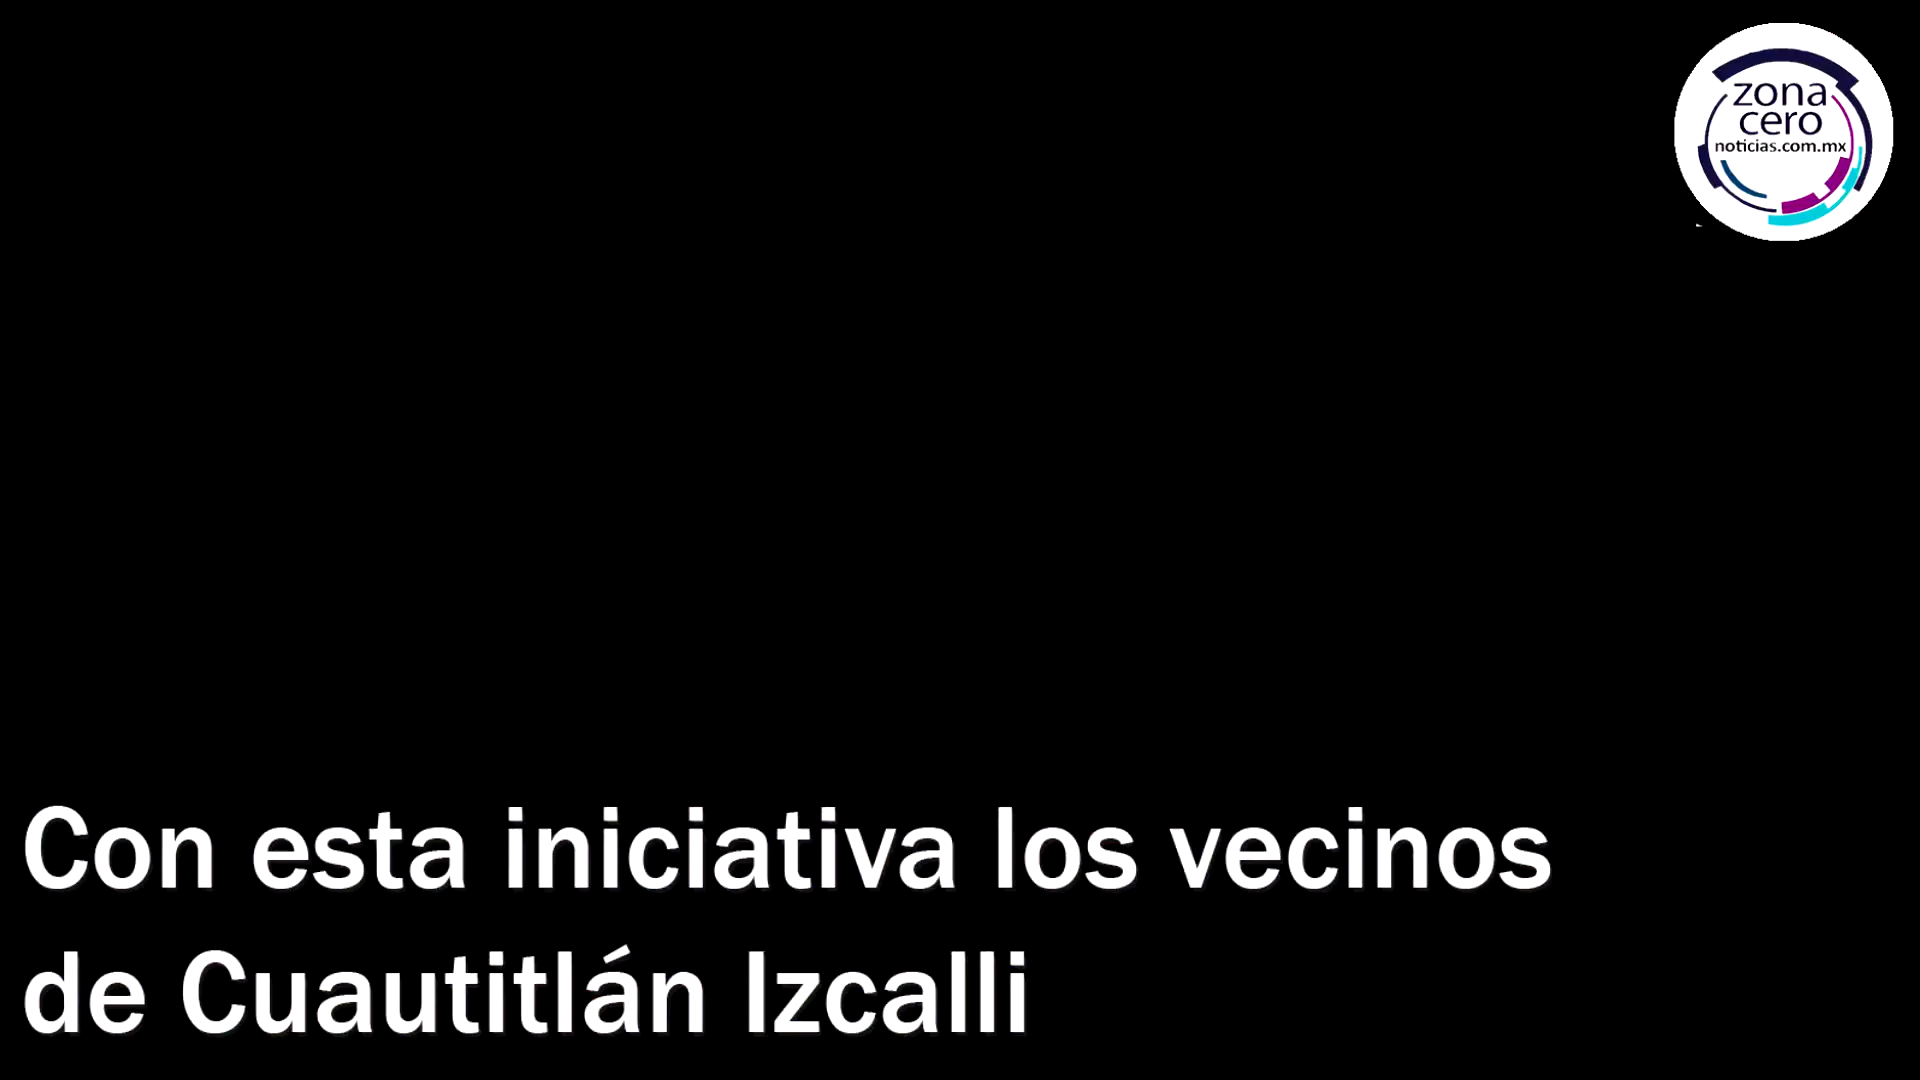 zona
cero
noticias.com.mx
Con esta iniciativa los vecinos
de Cuautitlán Izcalli